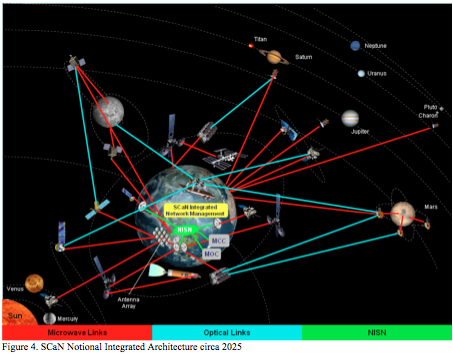 Titan
Saturn
Neptune
Uranus
Pluto
Charon
Jupiter
Mars
SCaN Integrated
Network Management
NISN
MCC
MOC
Antenna
Array
Venus
Mercury
Sun
Microwave Links
Optical Links
NISN
Figure 4. SCaN Notional Integrated Architecture circa 2025